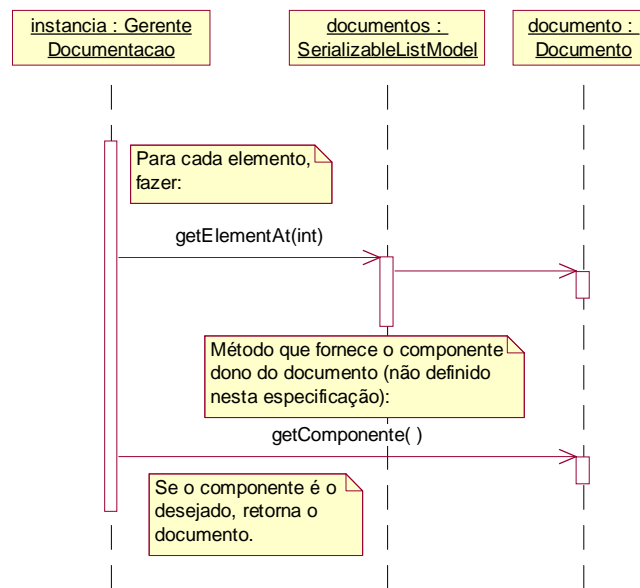 instancia : Gerente
Documentacao
documentos :
SerializableListModel
documento :
Documento
Para cada elemento,
fazer:
getElementAt(int)
Método que fornece o componente
dono do documento (não definido
nesta especificação):
getComponente( )
Se o componente é o
desejado, retorna o
documento.